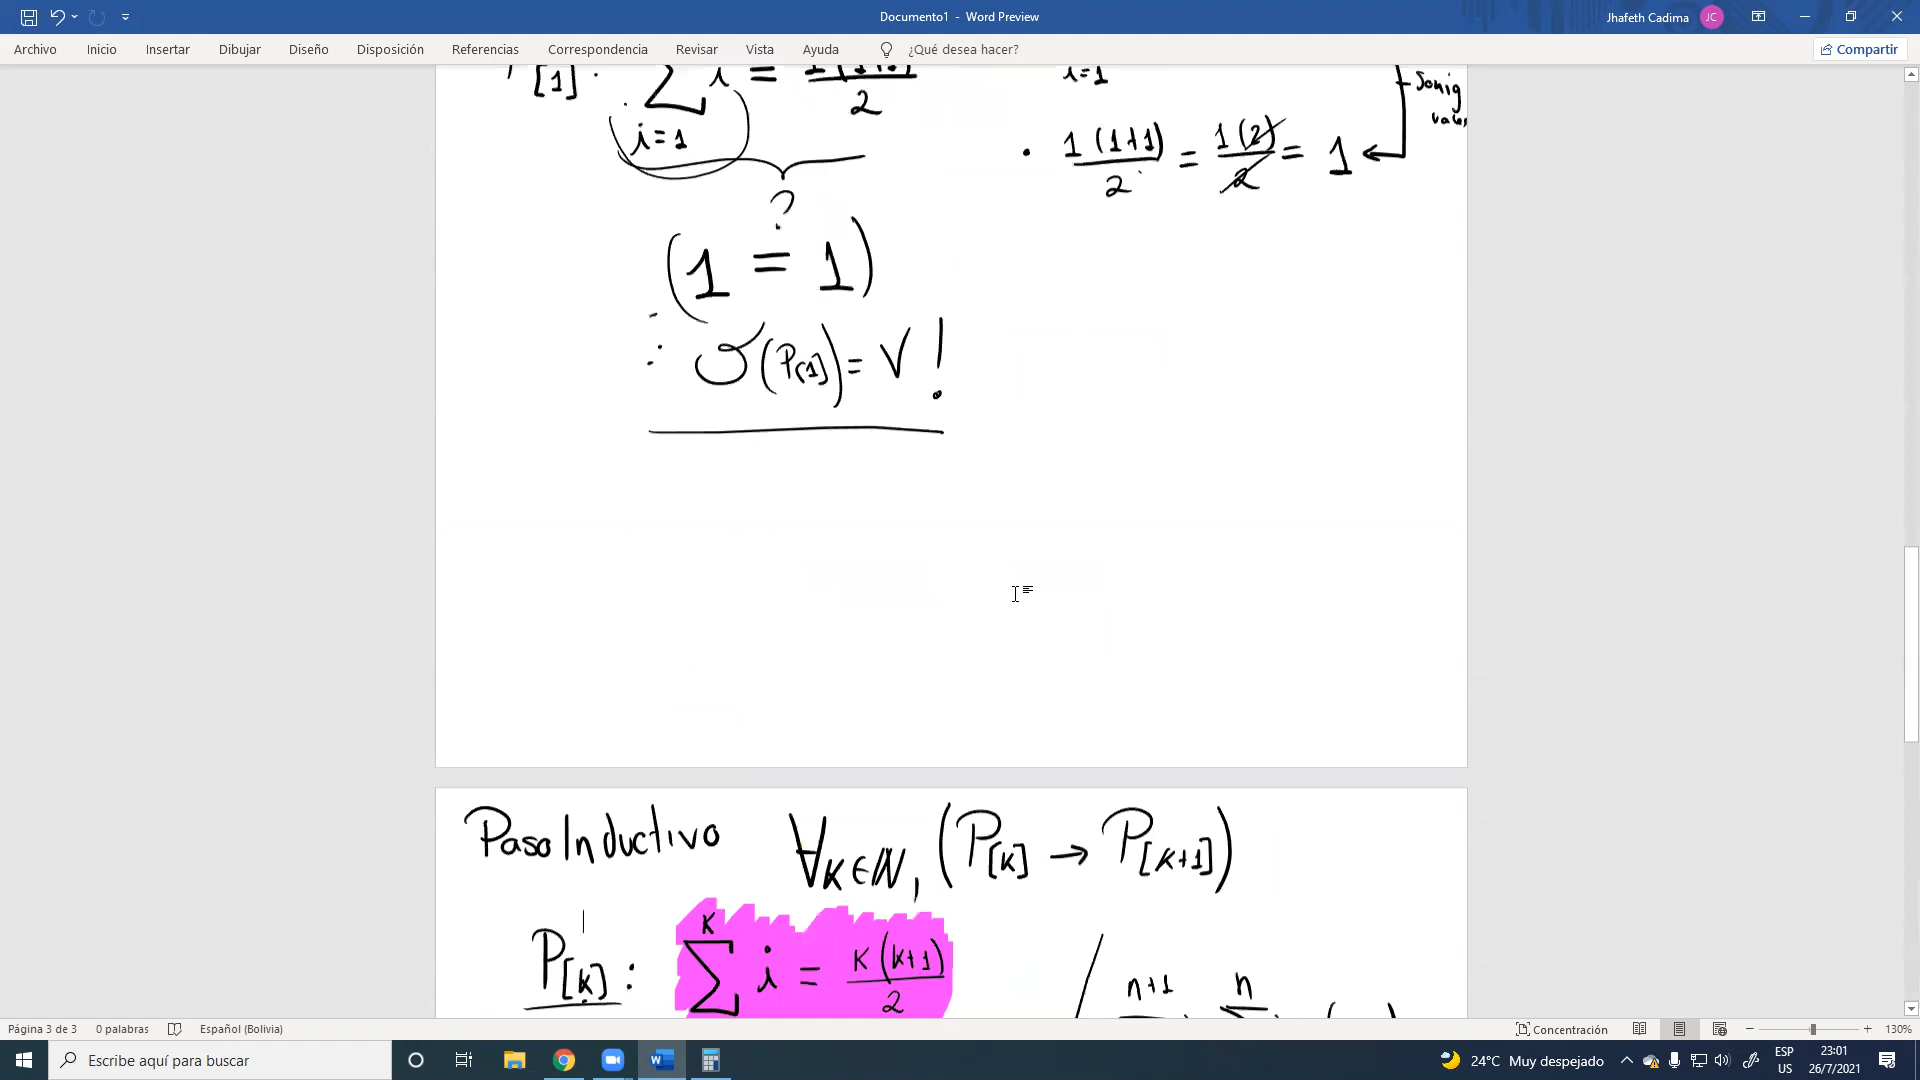 Documento1 - Word Preview
Jhafeth Cadima
JC
Archivo Inicio Insertar Dibujar Diseño Disposición Referencias Correspondencia Revisar Vista Ayuda ¿Qué desea hacer?
Compartir
[1] : ∑ i =
2
i=1
i=1
?
· 1(1+1)/2 = 1(2)/2 = 1
(1 = 1)
∴ σ(P[1]) = V !
Paso Inductivo ∀K∈ℕ, (P[K] → P[K+1])
P[K] : K ∑ i = K(K+1)/2
n+1 n
Página 3 de 3 0 palabras Español (Bolivia)
Concentración
130%
Escribe aquí para buscar
24°C Muy despejado
ESP
US
23:01
26/7/2021